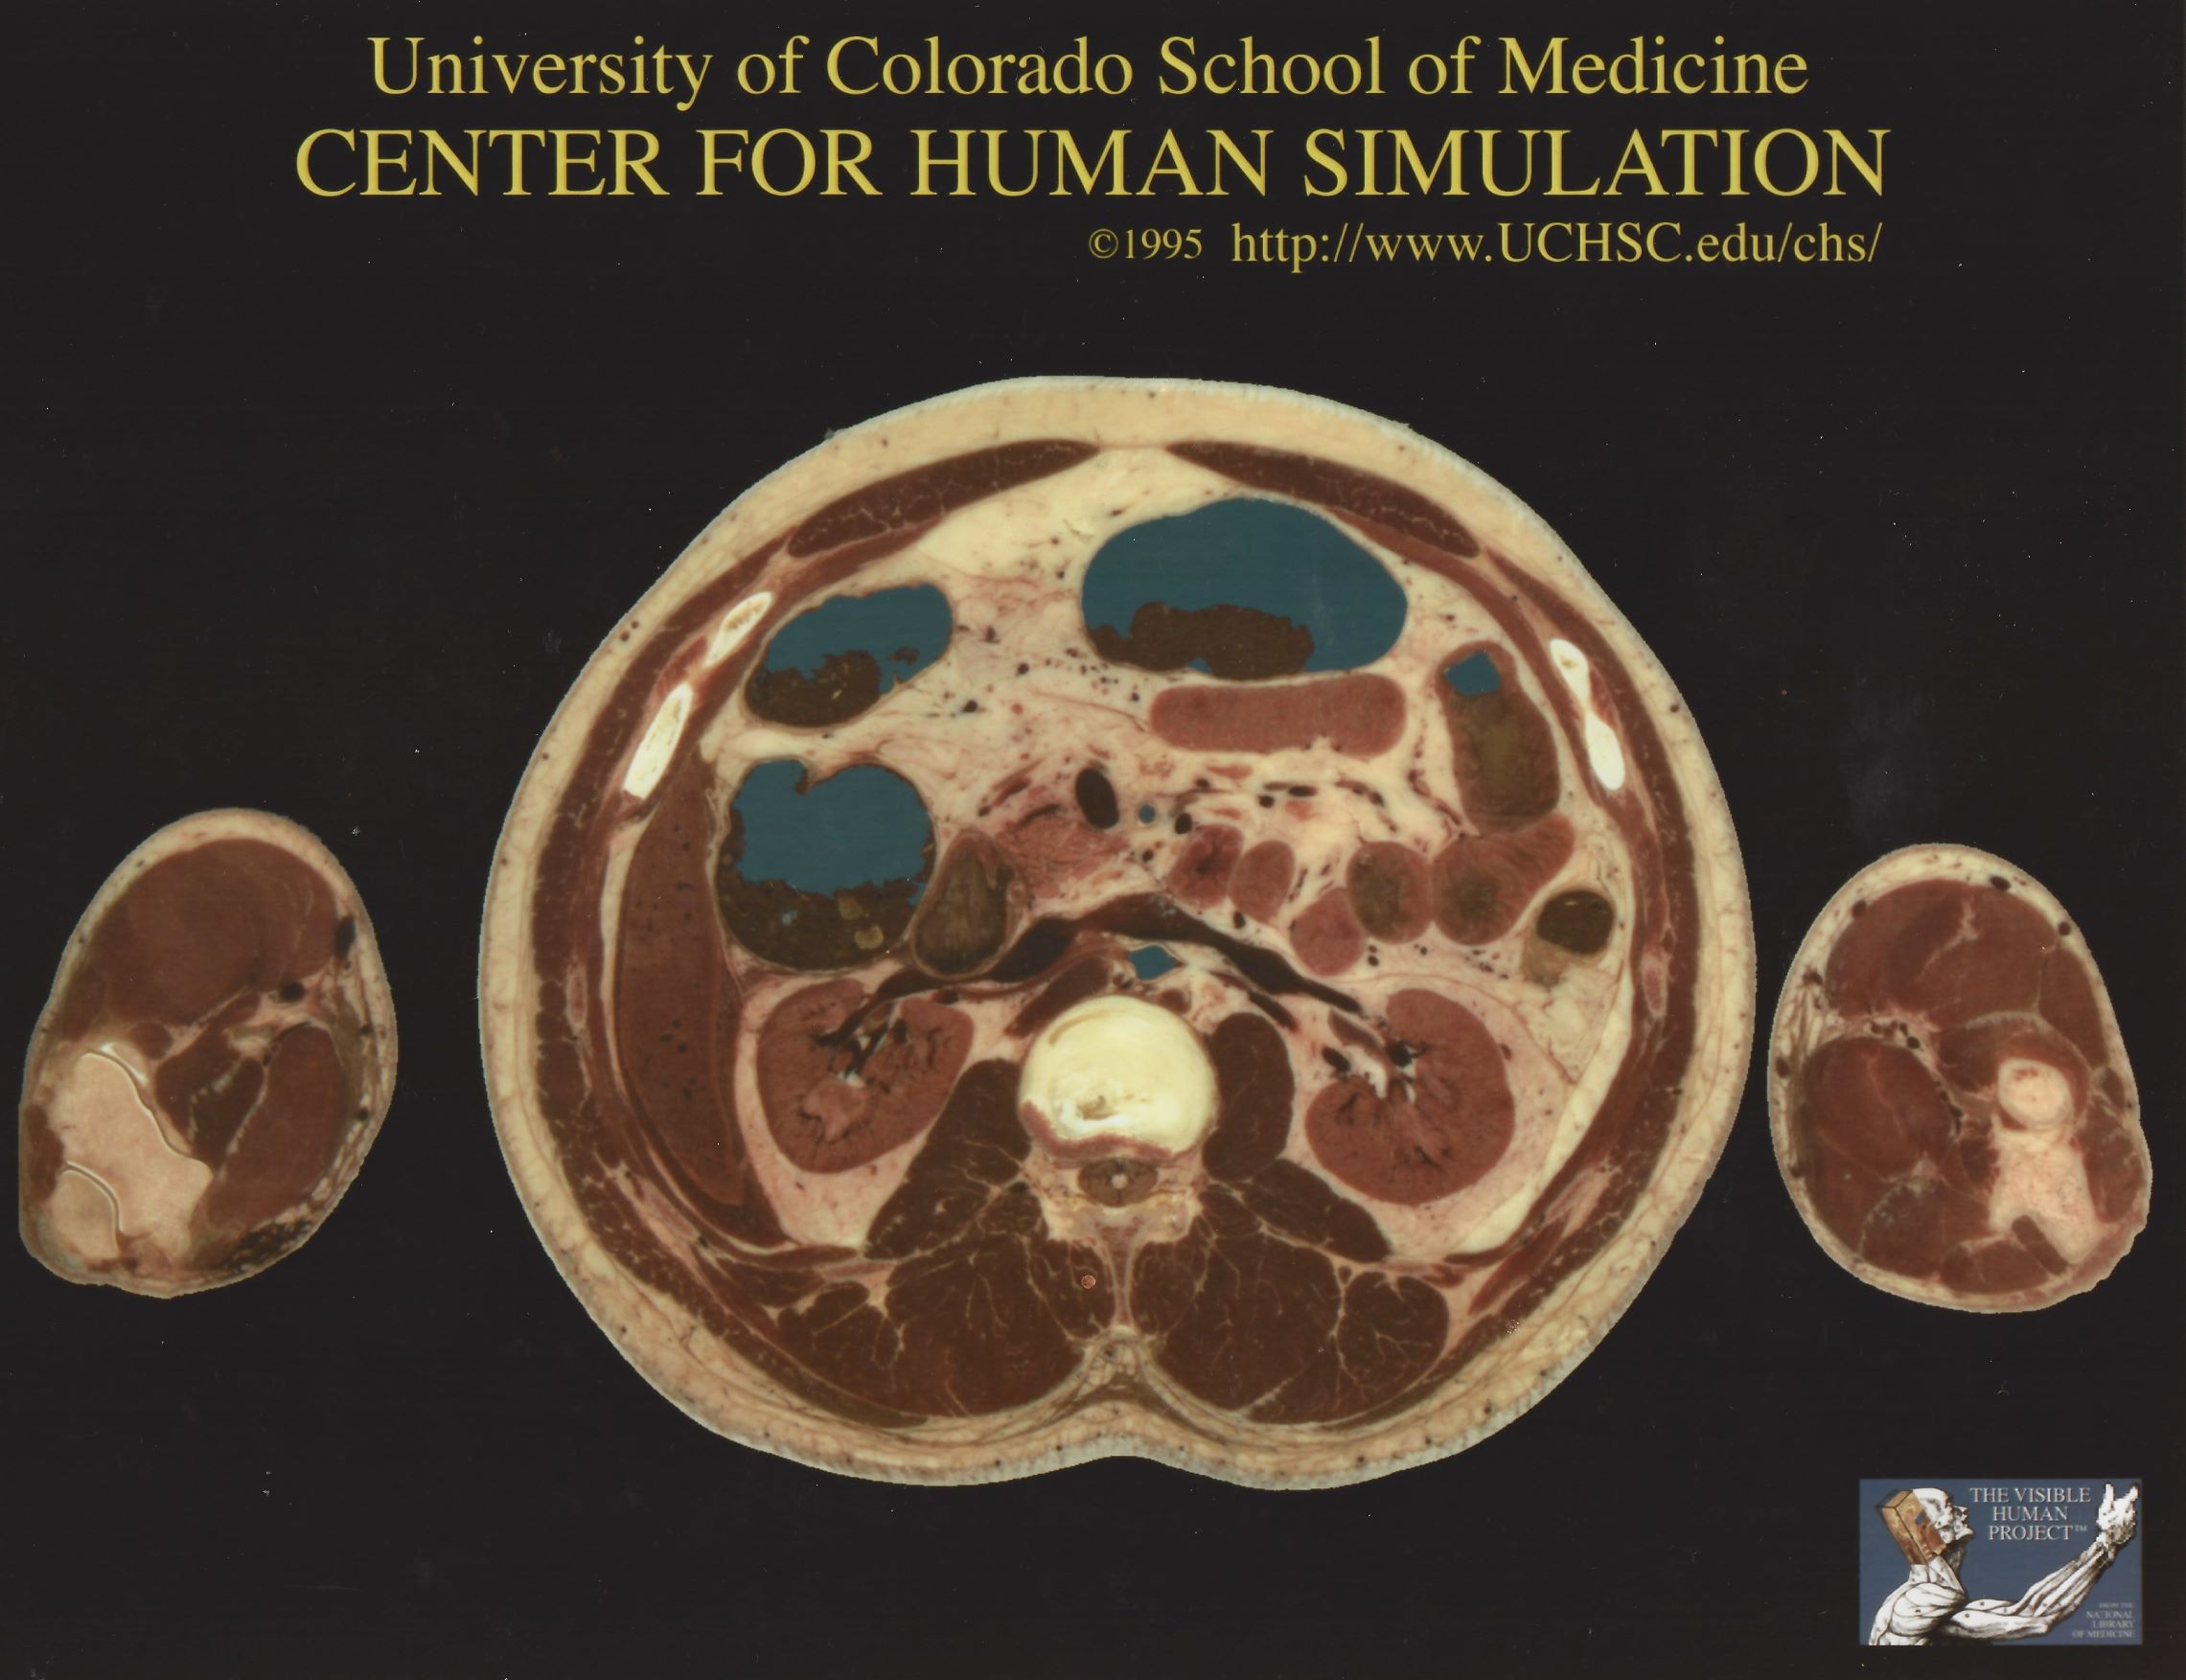 University of Colorado School of Medicine
CENTER FOR HUMAN SIMULATION
©1995 http://www.UCHSC.edu/chs/
THE VISIBLE
HUMAN
PROJECT™
FROM THE
NATIONAL
LIBRARY
OF MEDICINE